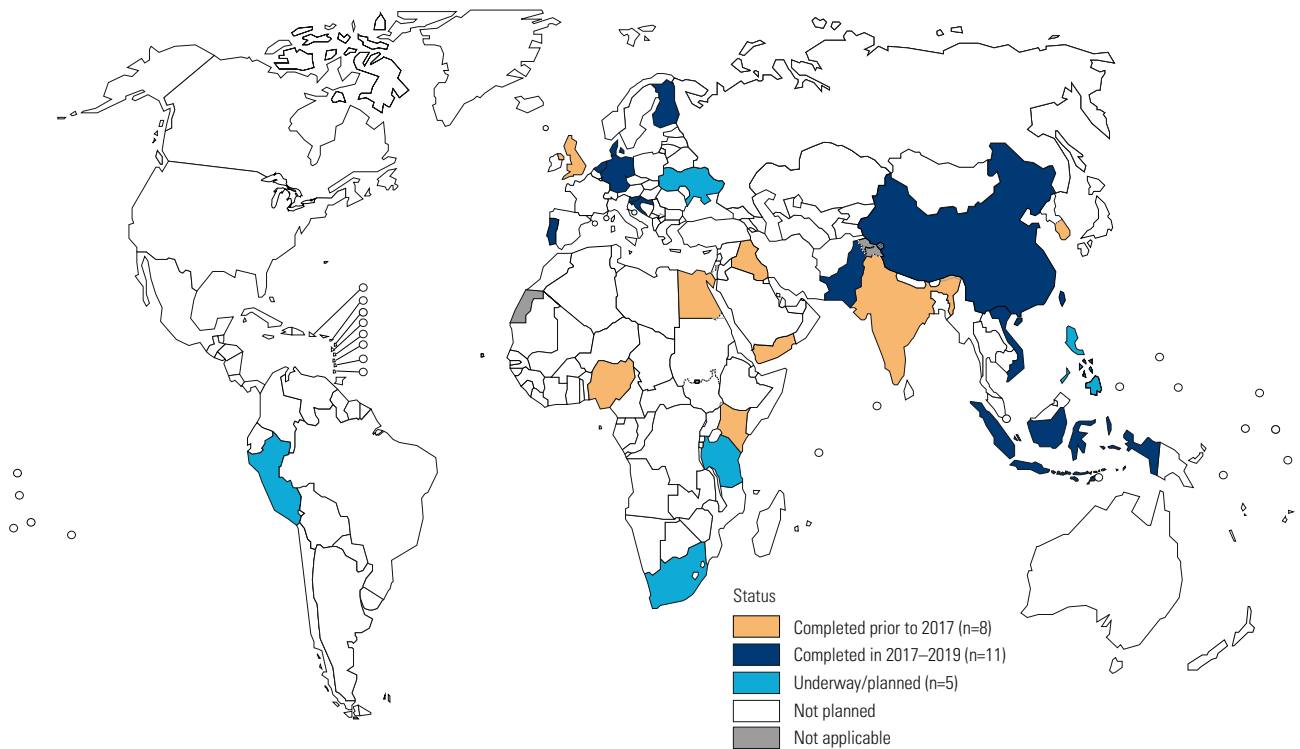 Status
Completed prior to 2017 (n=8)
Completed in 2017–2019 (n=11)
Underway/planned (n=5)
Not planned
Not applicable